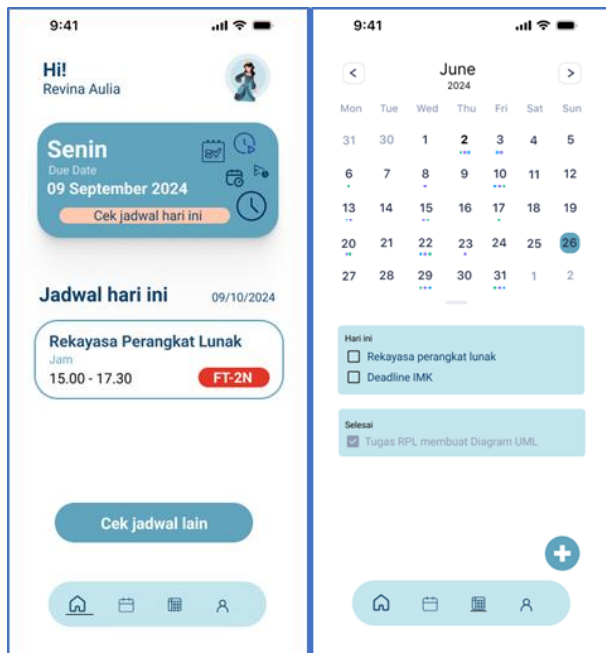 9:41
Hi!
Revina Aulia
Senin
Due Date
09 September 2024
Cek jadwal hari ini
Jadwal hari ini 09/10/2024
Rekayasa Perangkat Lunak
Jam
15.00 - 17.30 FT-2N
Cek jadwal lain
9:41
< June >
2024
Mon Tue Wed Thu Fri Sat Sun
31 30 1 2 3 4 5
6 7 8 9 10 11 12
13 14 15 16 17 18 19
20 21 22 23 24 25 26
27 28 29 30 31 1 2
Hari ini
Rekayasa perangkat lunak
Deadline IMK
Selesai
Tugas RPL membuat Diagram UML